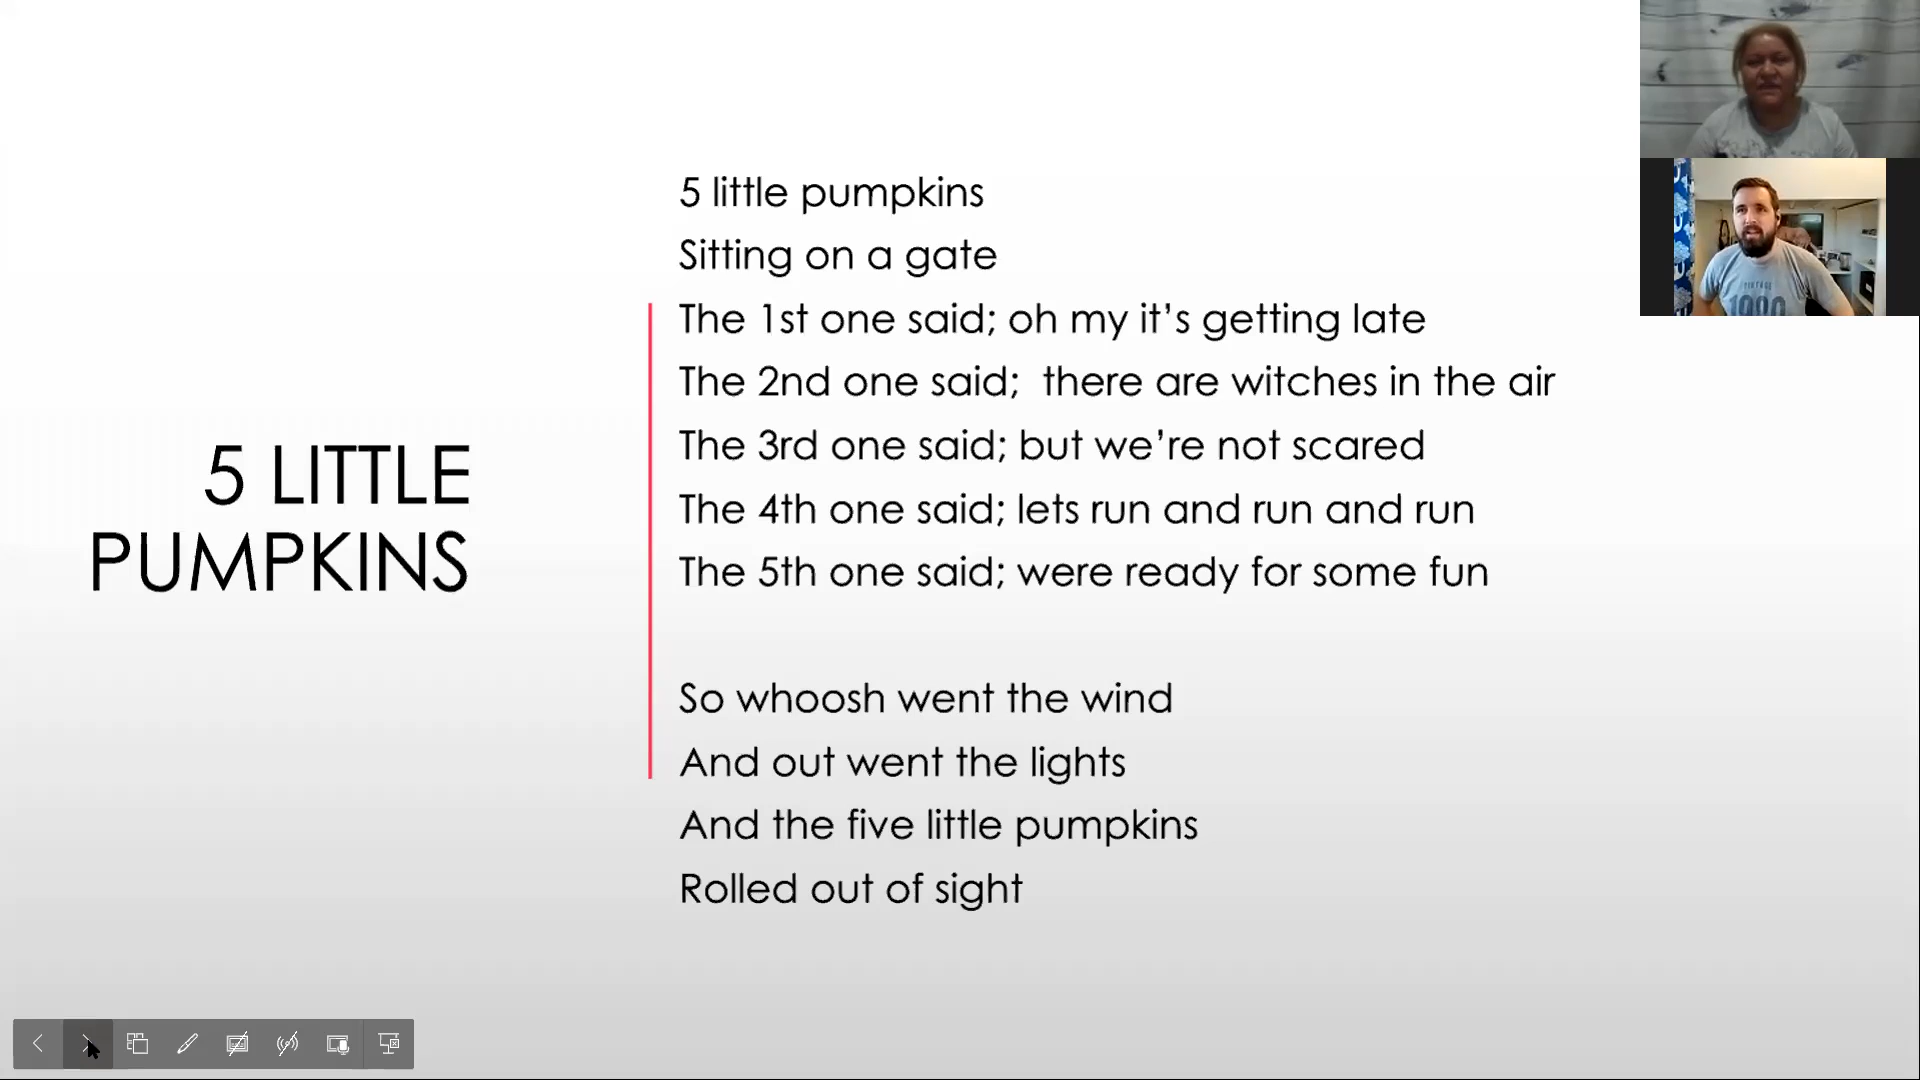 5 LITTLE
PUMPKINS
5 little pumpkins
Sitting on a gate
The 1st one said; oh my it’s getting late
The 2nd one said;  there are witches in the air
The 3rd one said; but we’re not scared
The 4th one said; lets run and run and run
The 5th one said; were ready for some fun
So whoosh went the wind
And out went the lights
And the five little pumpkins
Rolled out of sight
1980